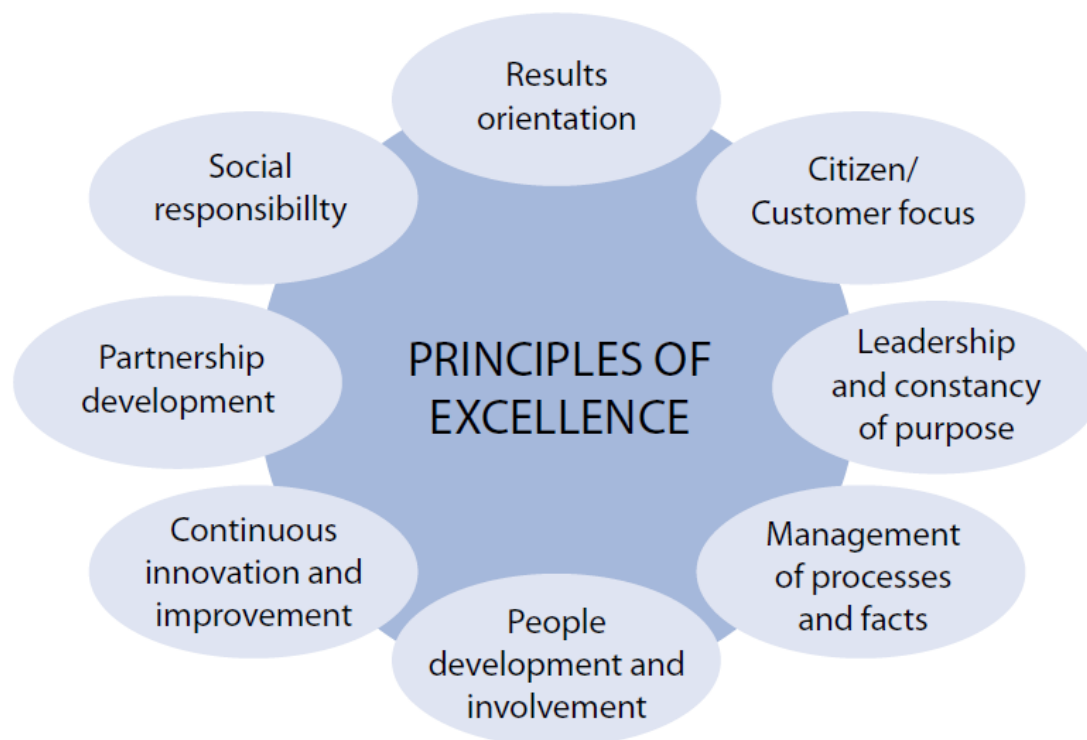 Results
orientation
Citizen/
Customer focus
Leadership
and constancy
of purpose
Management
of processes
and facts
People
development and
involvement
Continuous
innovation and
improvement
Partnership
development
Social
responsibillty
PRINCIPLES OF
EXCELLENCE